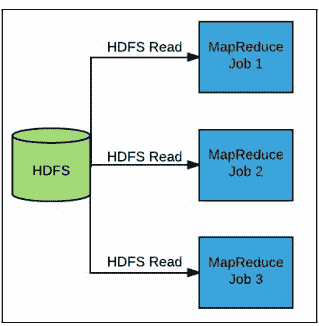 HDFS Read
MapReduce
Job 1
HDFS
HDFS Read
MapReduce
Job 2
HDFS Read
MapReduce
Job 3